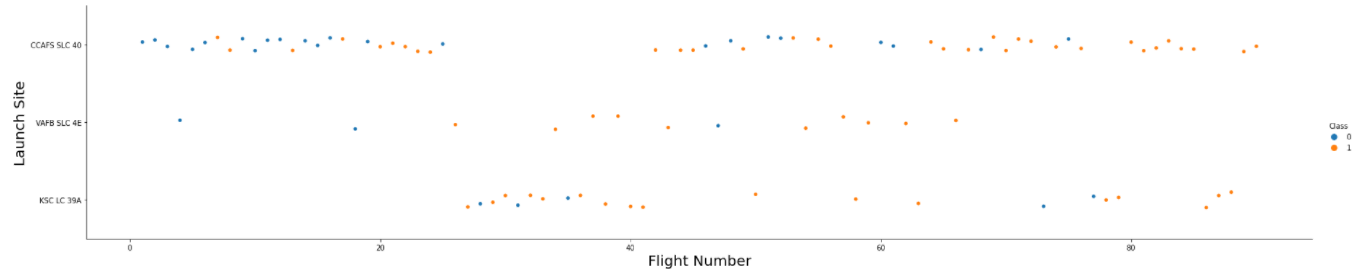 CCAFS SLC 40
VAFB SLC 4E
KSC LC 39A
Launch Site
0 20 40 60 80
Flight Number
Class
0
1